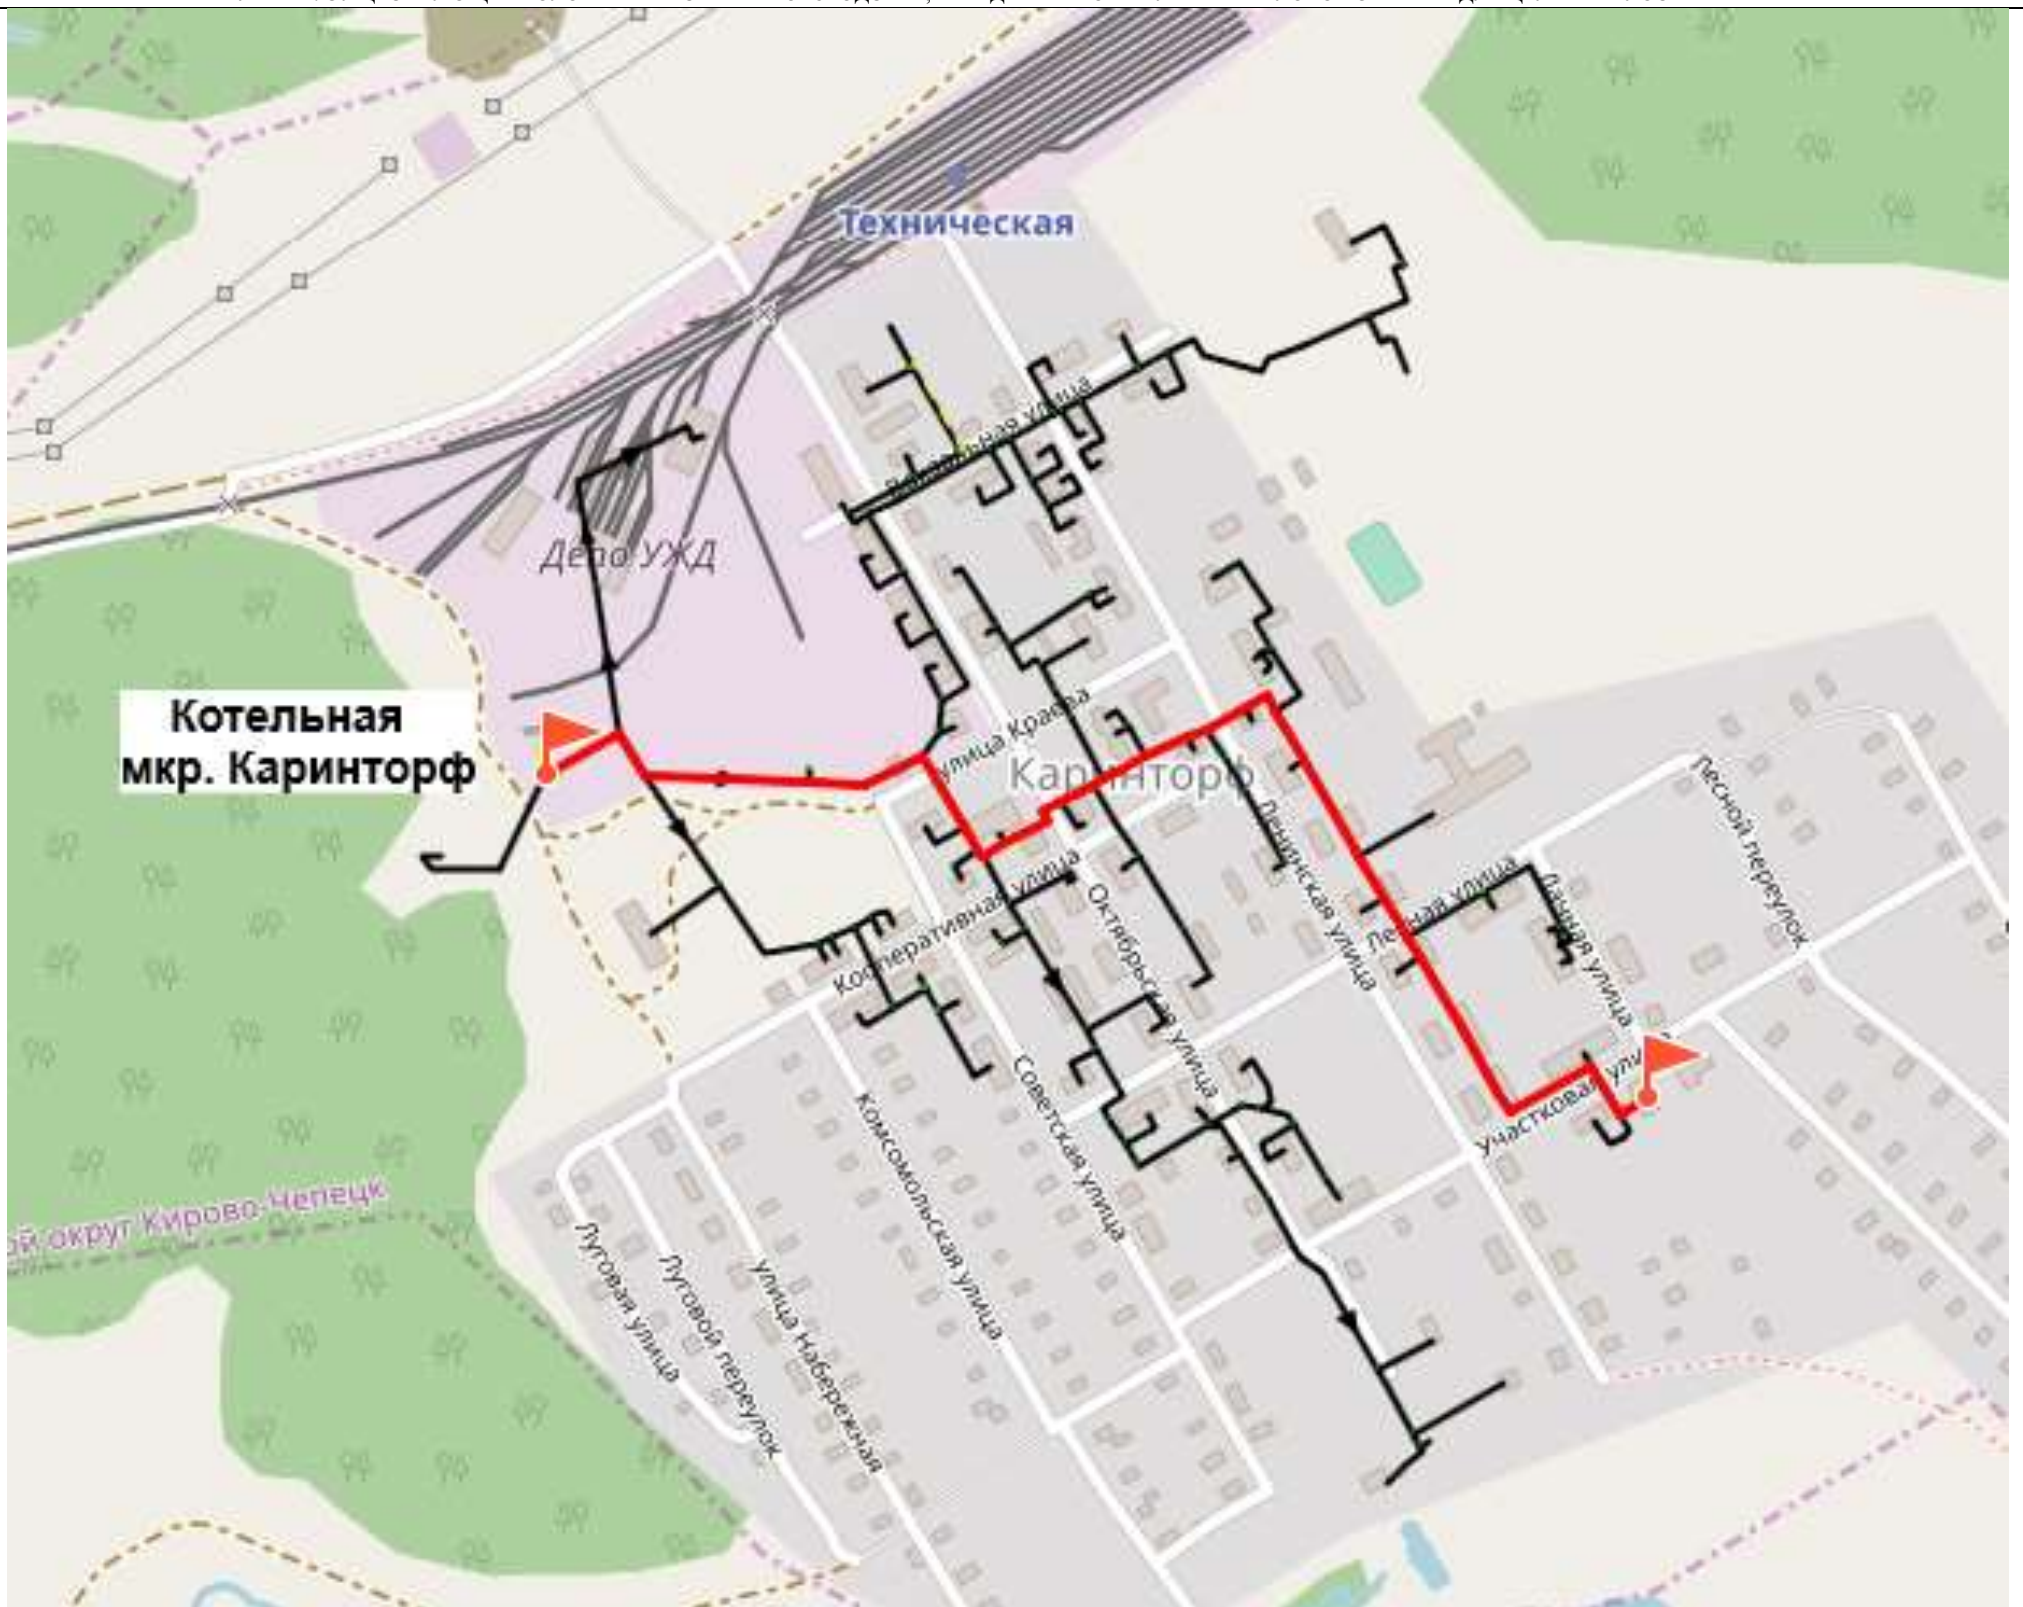 Техническая
Депо УЖД
Котельная
мкр. Каринторф
улица Краева
Каринторф
Лесной переулок
Ленинская улица
Лесная улица
Дачная улица
Кооперативная улица
Октябрьская улица
Советская улица
Участковая
Комсомольская улица
округ Кирово-Чепецк
Луговая улица
Луговой переулок
улица Набережная